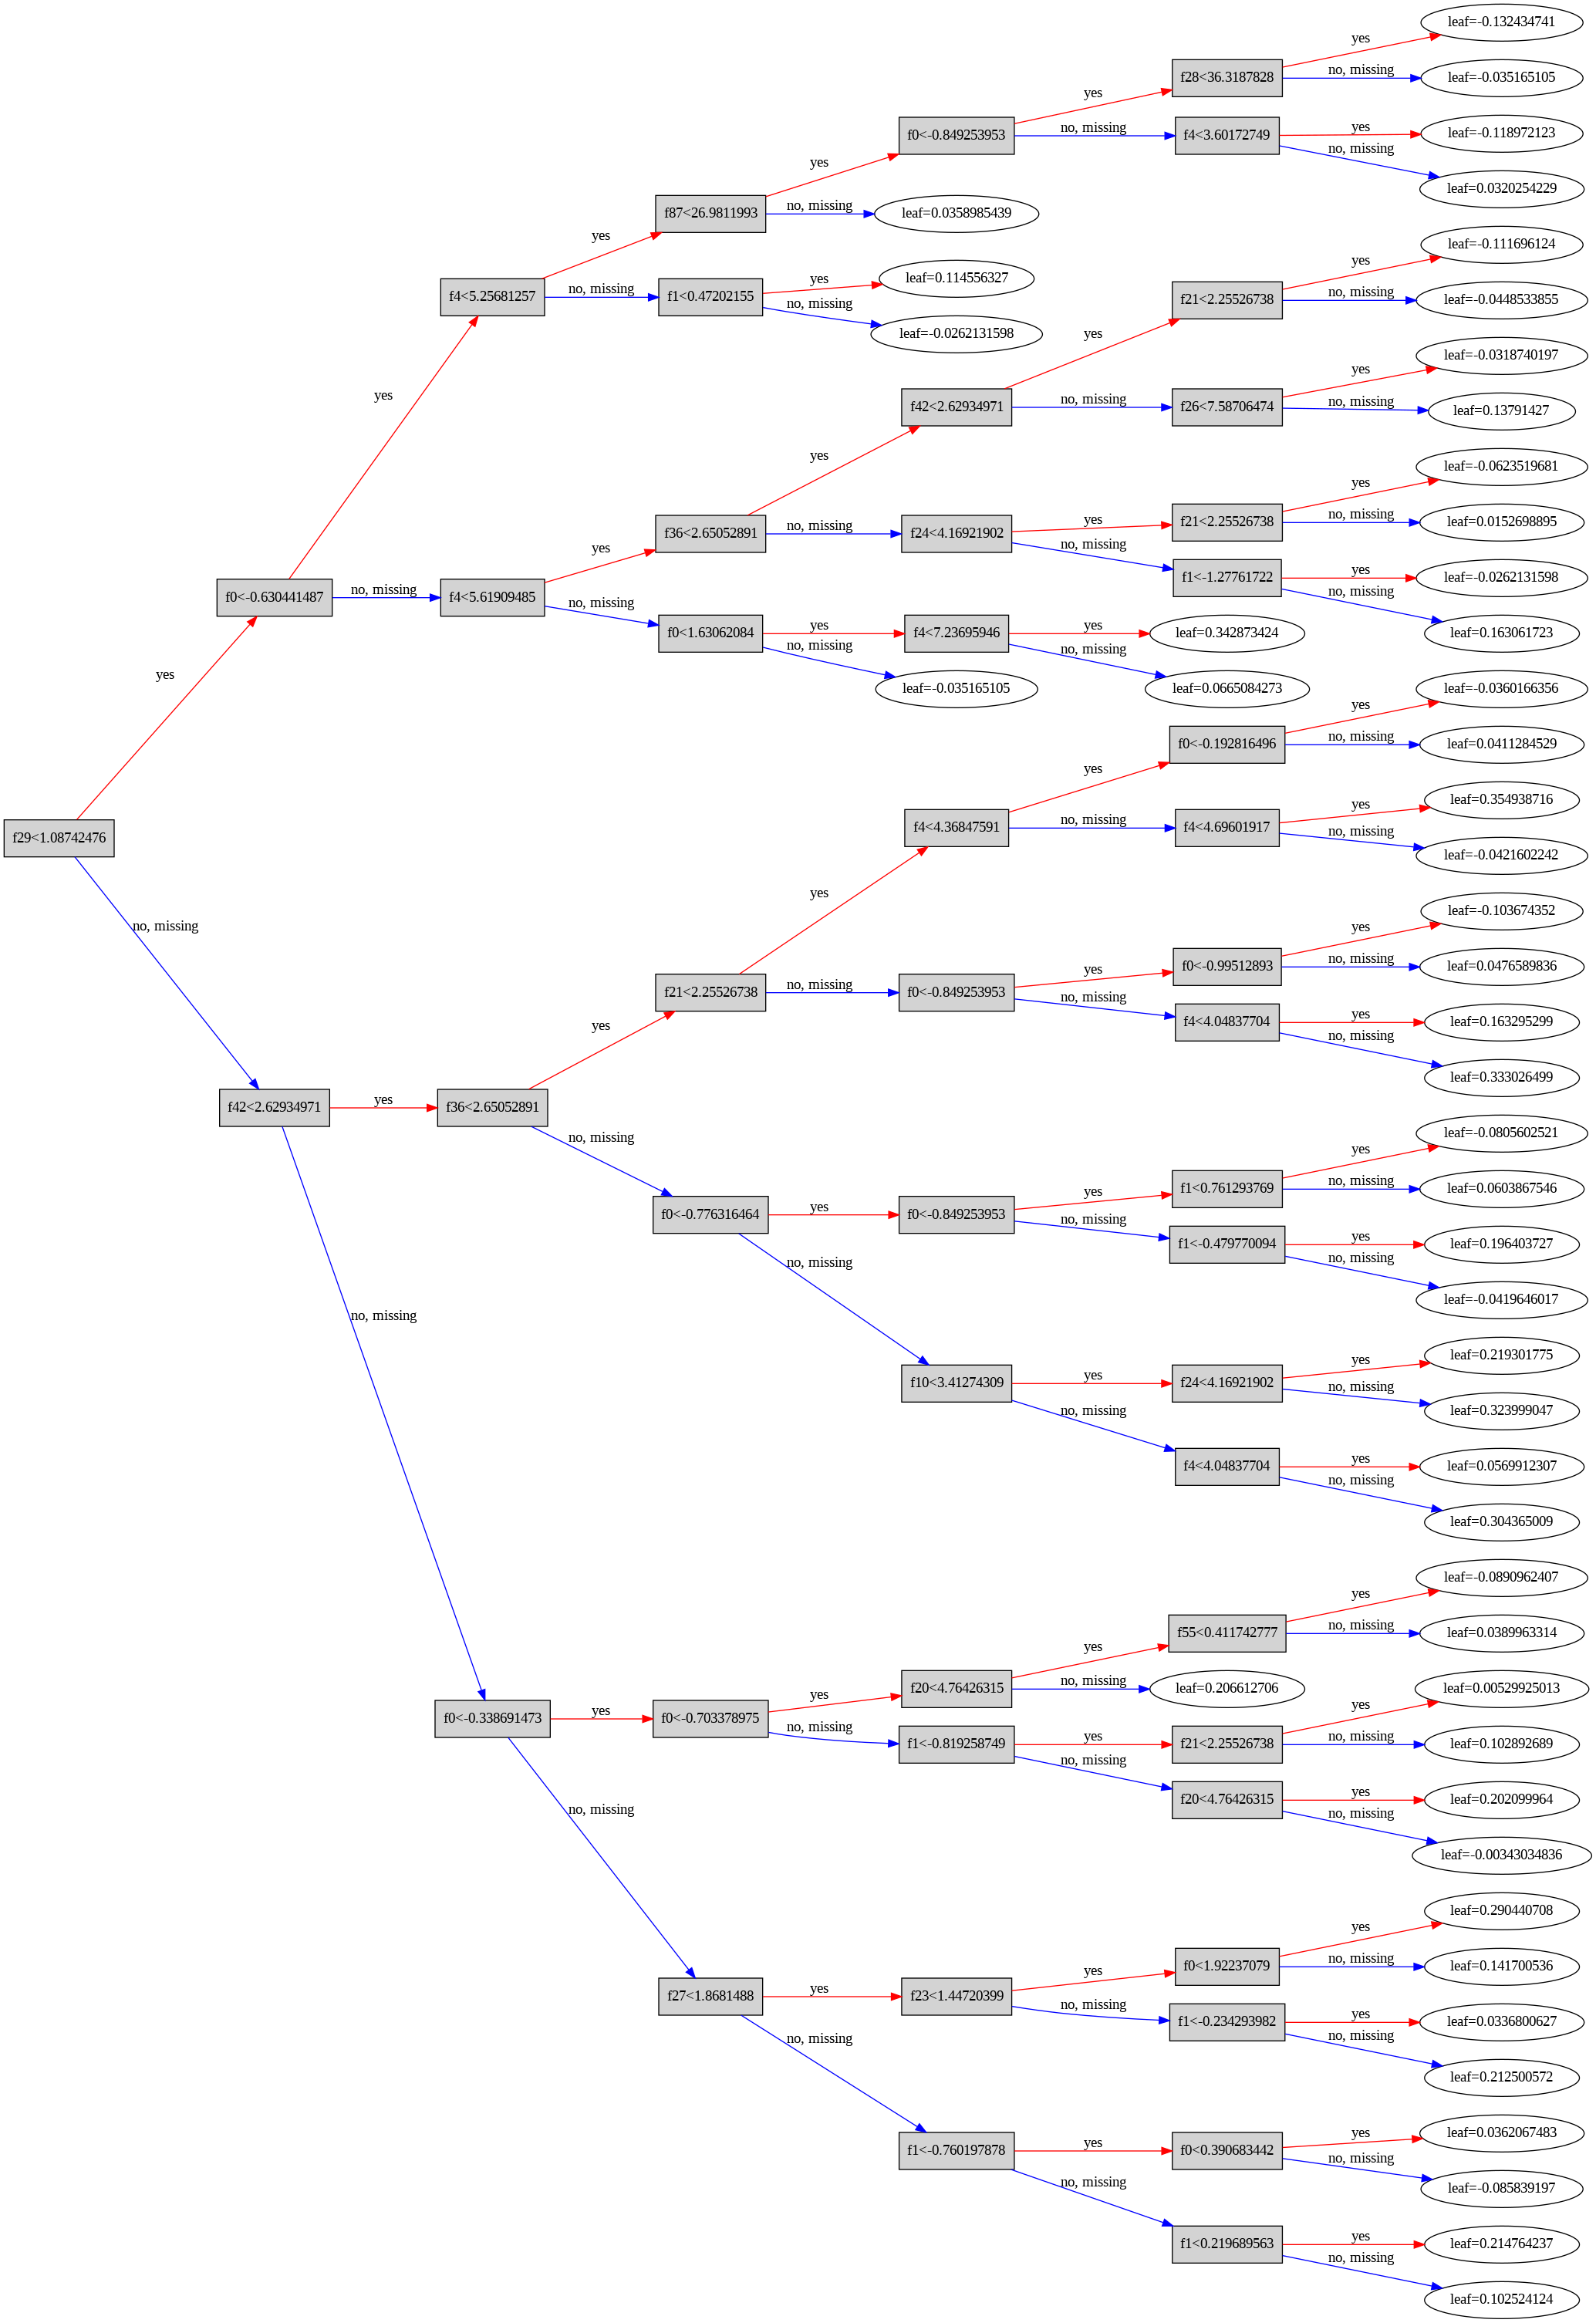 leaf=-0.132434741
yes
f28<36.3187828
no, missing
leaf=-0.035165105
yes
f0<-0.849253953
no, missing
f4<3.60172749
yes
leaf=-0.118972123
no, missing
leaf=0.0320254229
yes
f87<26.9811993
no, missing
leaf=0.0358985439
yes
f4<5.25681257
no, missing
f1<0.47202155
yes
leaf=0.114556327
no, missing
leaf=-0.0262131598
leaf=-0.111696124
yes
f21<2.25526738
no, missing
leaf=-0.0448533855
yes
leaf=-0.0318740197
yes
f42<2.62934971
no, missing
f26<7.58706474
no, missing
leaf=0.13791427
yes
yes
leaf=-0.0623519681
yes
f36<2.65052891
no, missing
f24<4.16921902
yes
f21<2.25526738
no, missing
leaf=0.0152698895
no, missing
f1<-1.27761722
yes
leaf=-0.0262131598
no, missing
leaf=0.163061723
f0<-0.630441487
no, missing
f4<5.61909485
yes
no, missing
f0<1.63062084
yes
f4<7.23695946
yes
leaf=0.342873424
no, missing
leaf=-0.035165105
no, missing
leaf=0.0665084273
yes
leaf=-0.0360166356
yes
f0<-0.192816496
no, missing
leaf=0.0411284529
yes
f4<4.36847591
no, missing
f4<4.69601917
yes
leaf=0.354938716
no, missing
leaf=-0.0421602242
f29<1.08742476
yes
no, missing
leaf=-0.103674352
yes
f21<2.25526738
no, missing
f0<-0.849253953
yes
f0<-0.99512893
no, missing
leaf=0.0476589836
no, missing
f4<4.04837704
yes
leaf=0.163295299
no, missing
leaf=0.333026499
yes
f42<2.62934971
yes
f36<2.65052891
no, missing
leaf=-0.0805602521
yes
f0<-0.776316464
yes
f0<-0.849253953
yes
f1<0.761293769
no, missing
leaf=0.0603867546
no, missing
f1<-0.479770094
yes
leaf=0.196403727
no, missing
leaf=-0.0419646017
no, missing
f10<3.41274309
yes
f24<4.16921902
yes
leaf=0.219301775
no, missing
leaf=0.323999047
no, missing
f4<4.04837704
yes
leaf=0.0569912307
no, missing
leaf=0.304365009
no, missing
leaf=-0.0890962407
yes
f55<0.411742777
no, missing
leaf=0.0389963314
yes
f20<4.76426315
no, missing
leaf=0.206612706
f0<-0.338691473
yes
f0<-0.703378975
yes
no, missing
f1<-0.819258749
yes
f21<2.25526738
yes
leaf=0.00529925013
no, missing
leaf=0.102892689
no, missing
f20<4.76426315
yes
leaf=0.202099964
no, missing
leaf=-0.00343034836
no, missing
leaf=0.290440708
yes
f0<1.92237079
no, missing
leaf=0.141700536
f27<1.8681488
yes
f23<1.44720399
yes
no, missing
f1<-0.234293982
yes
leaf=0.0336800627
no, missing
leaf=0.212500572
no, missing
f1<-0.760197878
yes
f0<0.390683442
yes
leaf=0.0362067483
no, missing
leaf=-0.085839197
no, missing
f1<0.219689563
yes
leaf=0.214764237
no, missing
leaf=0.102524124